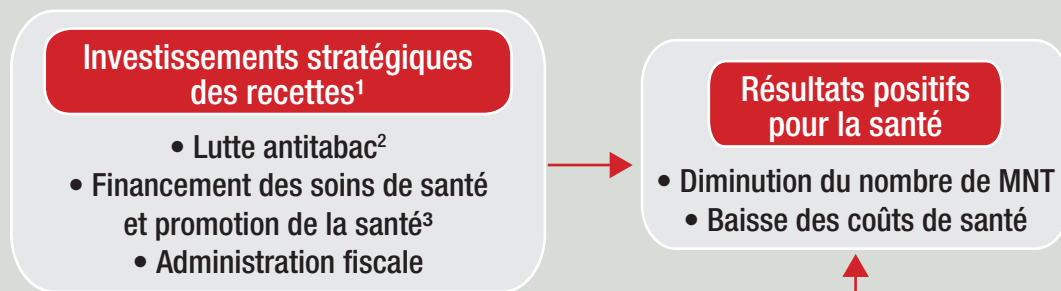 Investissements stratégiques
des recettes¹
• Lutte antitabac²
• Financement des soins de santé
et promotion de la santé³
• Administration fiscale
Résultats positifs
pour la santé
• Diminution du nombre de MNT
• Baisse des coûts de santé